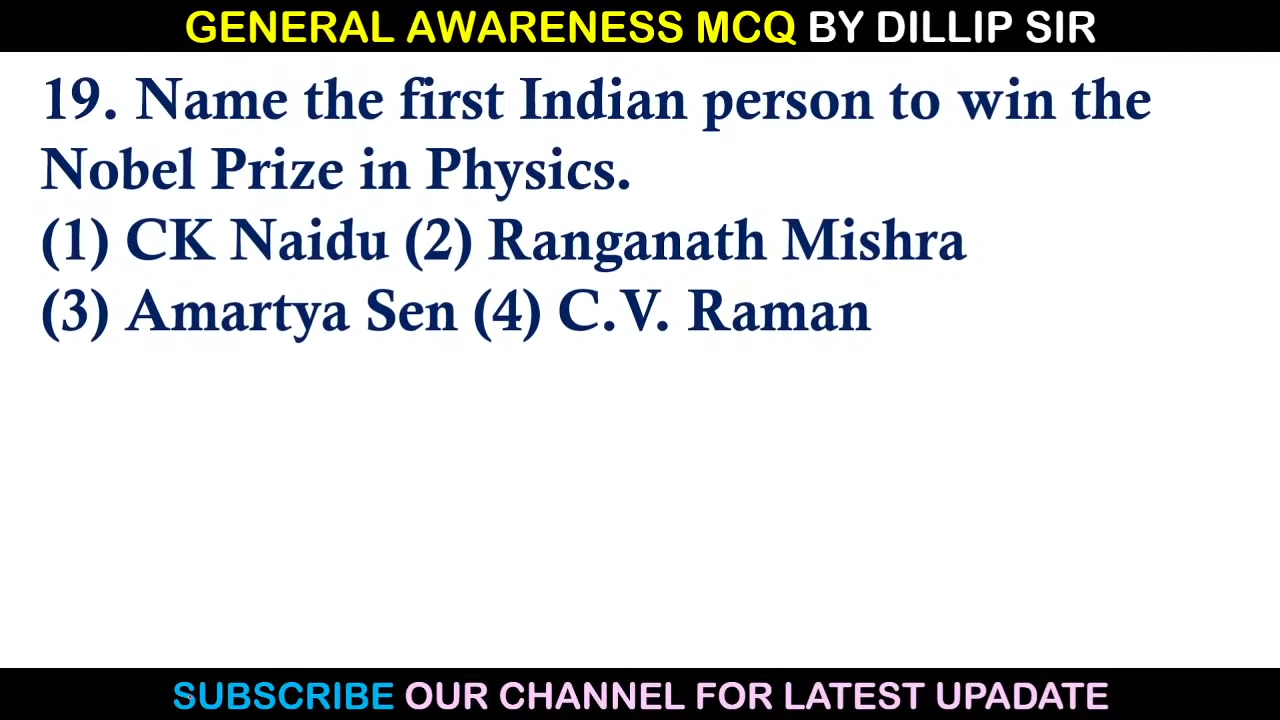 GENERAL AWARENESS MCQ BY DILLIP SIR
19. Name the first Indian person to win the
Nobel Prize in Physics.
(1) CK Naidu (2) Ranganath Mishra
(3) Amartya Sen (4) C.V. Raman
SUBSCRIBE OUR CHANNEL FOR LATEST UPADATE